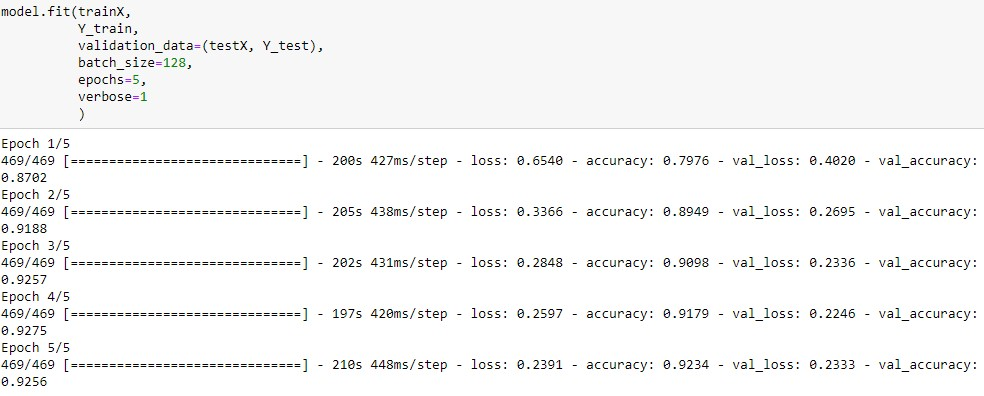 model.fit(trainX,
          Y_train,
          validation_data=(testX, Y_test),
          batch_size=128,
          epochs=5,
          verbose=1
          )
Epoch 1/5
469/469 [==============================] - 200s 427ms/step - loss: 0.6540 - accuracy: 0.7976 - val_loss: 0.4020 - val_accuracy:
0.8702
Epoch 2/5
469/469 [==============================] - 205s 438ms/step - loss: 0.3366 - accuracy: 0.8949 - val_loss: 0.2695 - val_accuracy:
0.9188
Epoch 3/5
469/469 [==============================] - 202s 431ms/step - loss: 0.2848 - accuracy: 0.9098 - val_loss: 0.2336 - val_accuracy:
0.9257
Epoch 4/5
469/469 [==============================] - 197s 420ms/step - loss: 0.2597 - accuracy: 0.9179 - val_loss: 0.2246 - val_accuracy:
0.9275
Epoch 5/5
469/469 [==============================] - 210s 448ms/step - loss: 0.2391 - accuracy: 0.9234 - val_loss: 0.2333 - val_accuracy:
0.9256